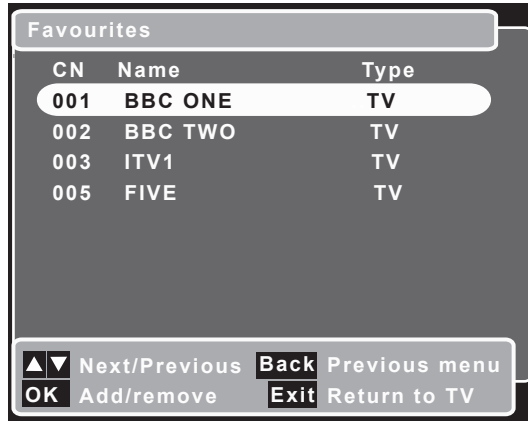 Favourites
CN Name Type
001 BBC ONE TV
002 BBC TWO TV
003 ITV1 TV
005 FIVE TV
▲▼ Next/Previous Back Previous menu
OK Add/remove Exit Return to TV